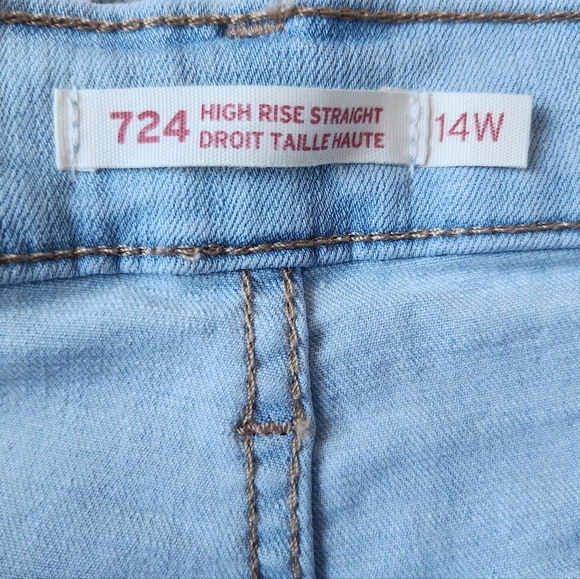 724 HIGH RISE STRAIGHT
DROIT TAILLE HAUTE
14W